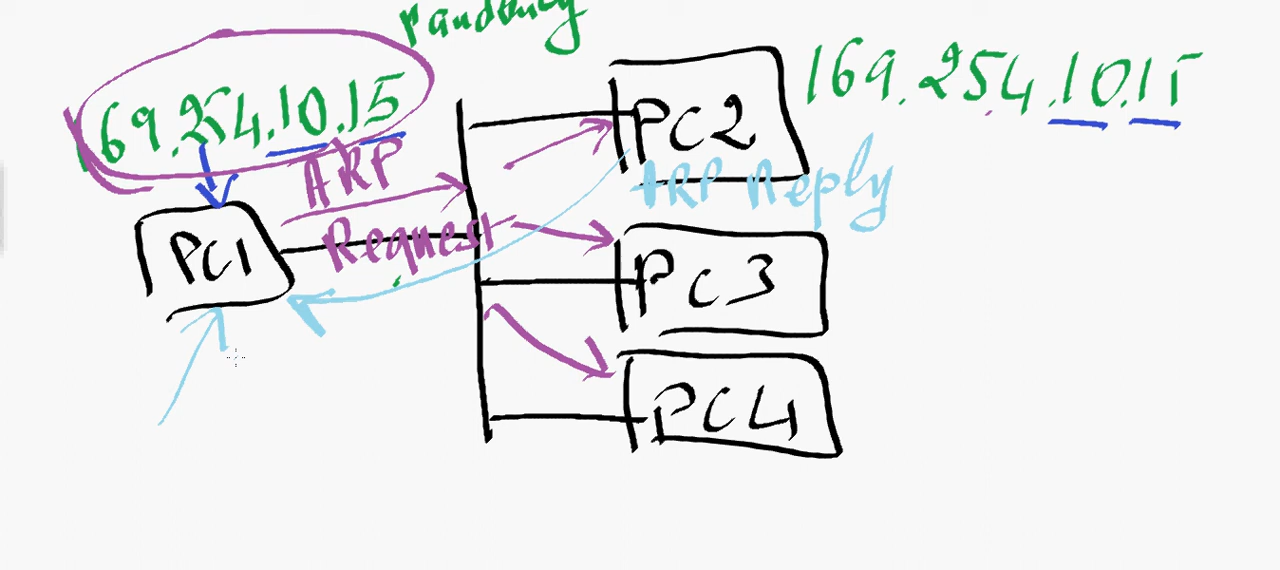 169.254.10.15
169.254.10.15
PC2
ARP
ARP Reply
Request
PC1
PC3
PC4